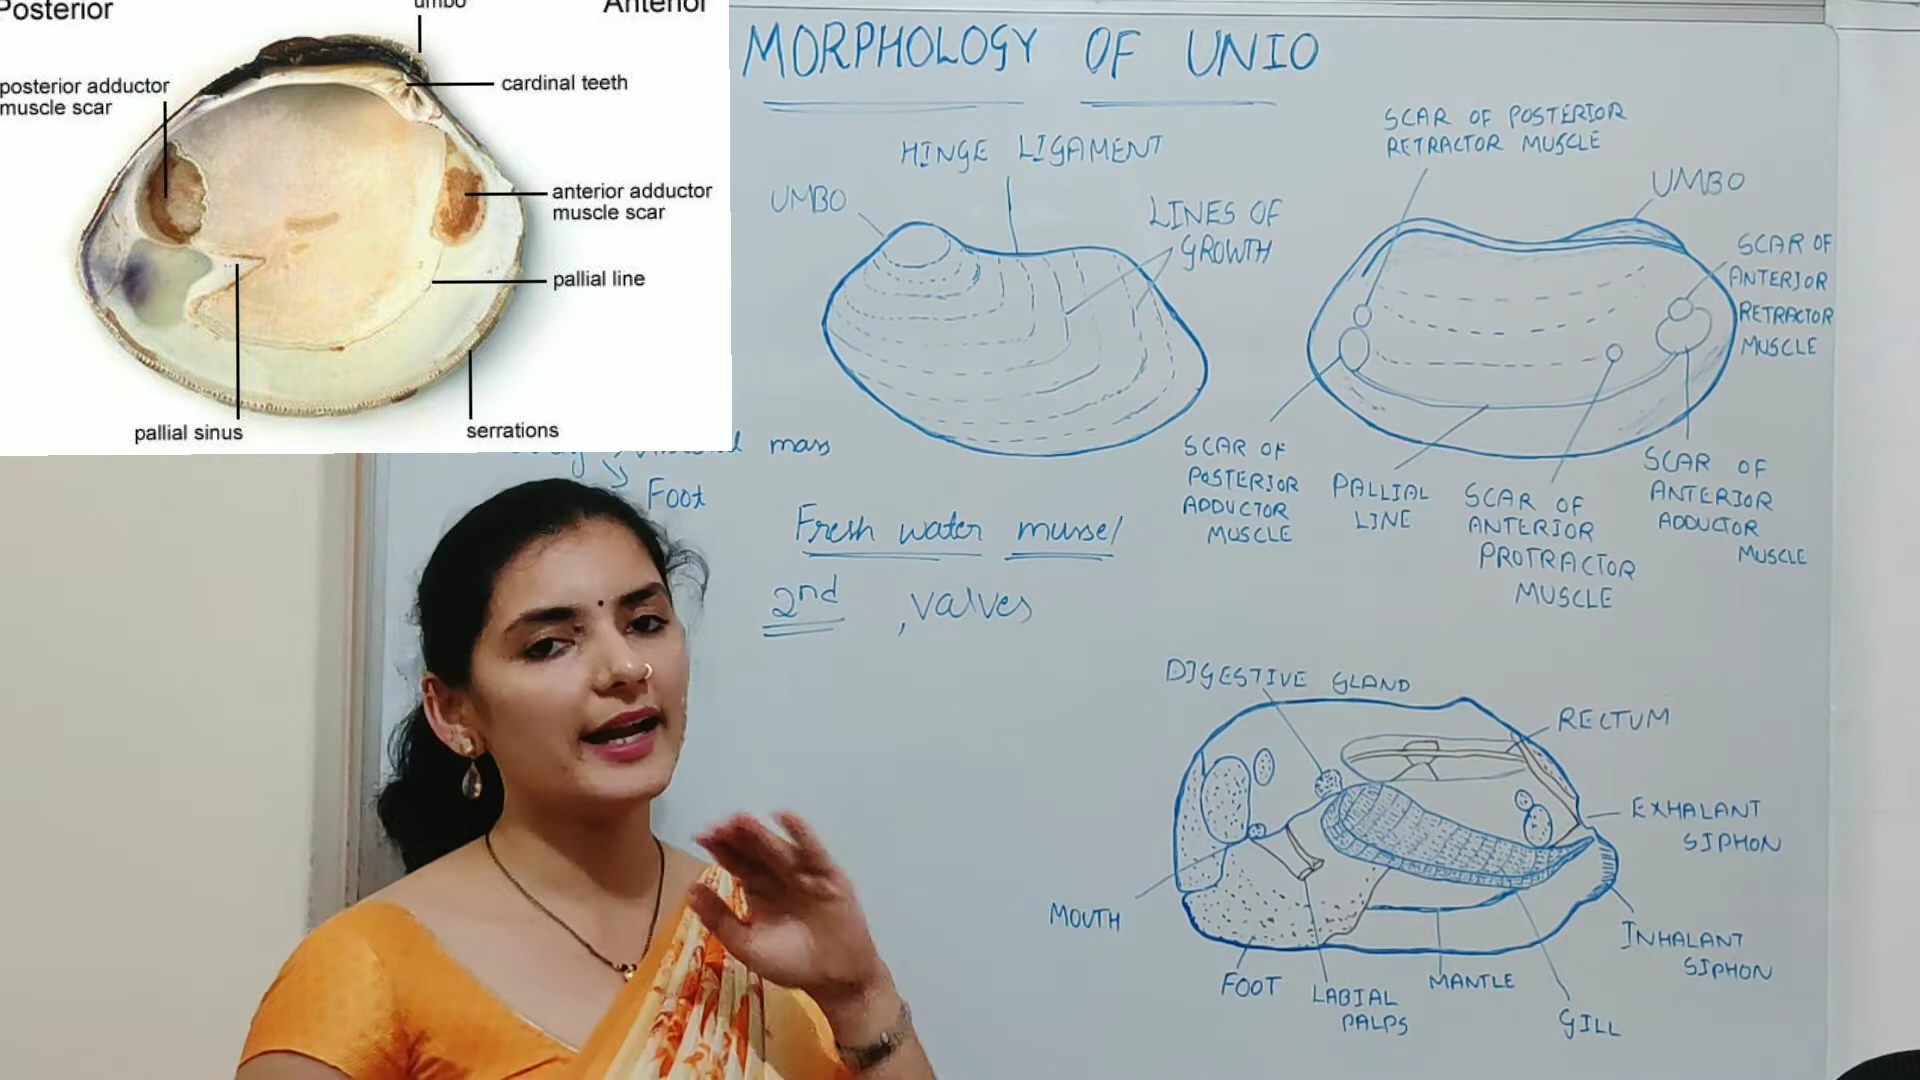 Posterior
umbo
Anterior
cardinal teeth
posterior adductor
muscle scar
anterior adductor
muscle scar
pallial line
pallial sinus
serrations
MORPHOLOGY OF UNIO
HINGE LIGAMENT
UMBO
LINES OF
GROWTH
SCAR OF POSTERIOR
RETRACTOR MUSCLE
UMBO
SCAR OF
ANTERIOR
RETRACTOR
MUSCLE
SCAR OF
POSTERIOR
ADDUCTOR
MUSCLE
PALLIAL
LINE
SCAR OF
ANTERIOR
PROTRACTOR
MUSCLE
SCAR OF
ANTERIOR
ADDUCTOR
MUSCLE
mass
Foot
Fresh water mussel
2nd , valves
DIGESTIVE GLAND
RECTUM
EXHALANT
SIPHON
INHALANT
SIPHON
MOUTH
FOOT
LABIAL
PALPS
MANTLE
GILL